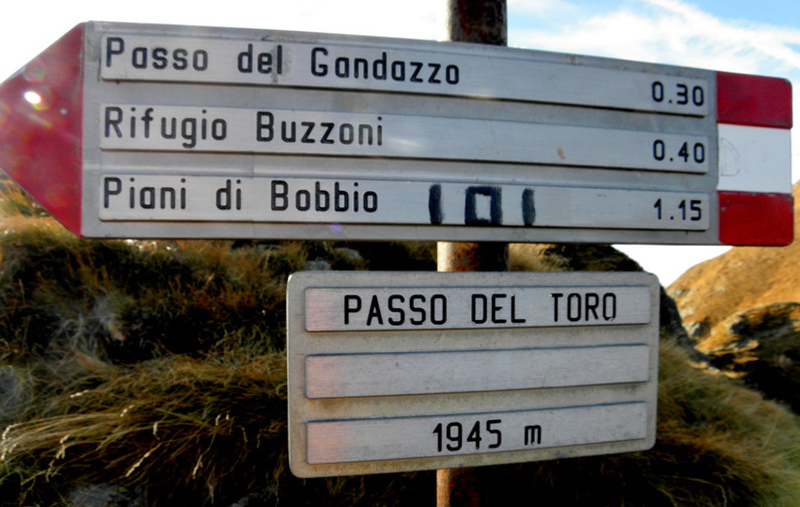 Passo del Gandazzo 0.30
Rifugio Buzzoni 0.40
Piani di Bobbio 101 1.15
PASSO DEL TORO
1945 m